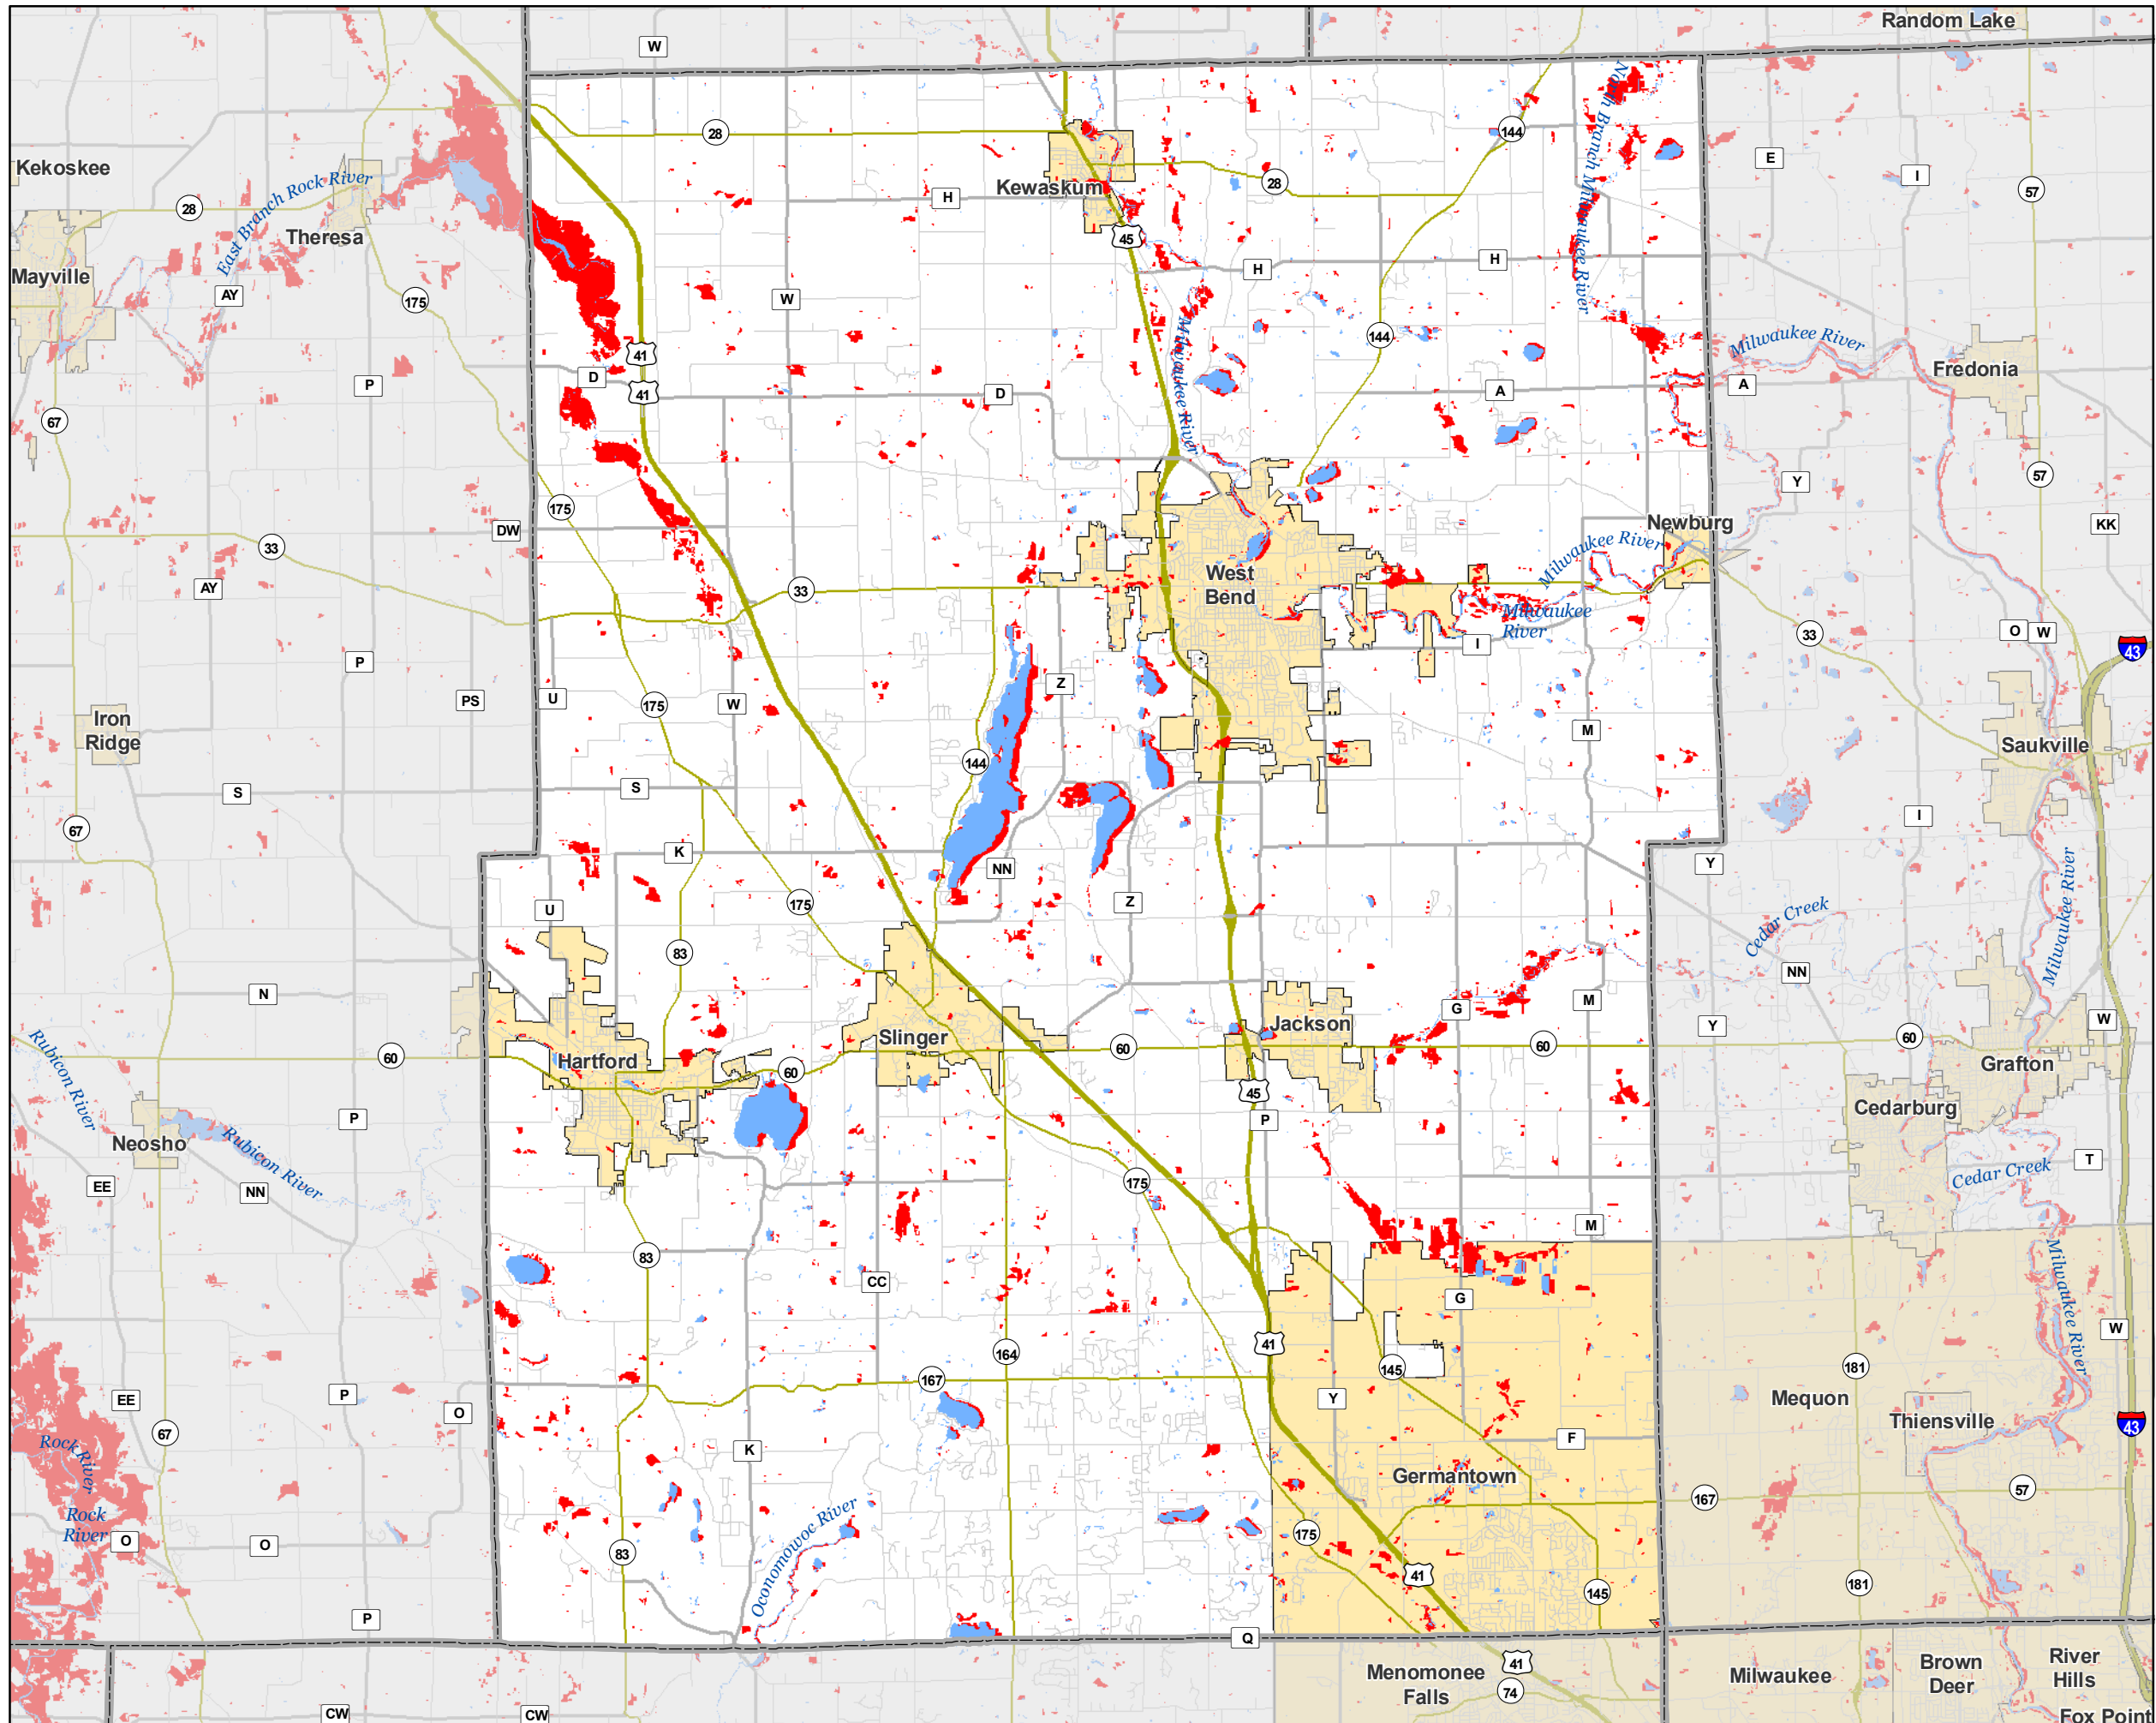 Random Lake
W
28
144
E
I
57
Kekoskee
North Branch Milwaukee River
East Branch Rock River
28
Kewaskum
H
28
Theresa
45
Mayville
AY
175
W
H
H
144
Milwaukee River
41
Milwaukee River
Fredonia
P
D
41
D
A
A
67
57
Y
175
DW
33
Newburg
KK
Milwaukee River
West
Bend
AY
33
Milwaukee
River
33
O
W
43
I
P
Z
PS
U
175
W
M
Iron
Ridge
Saukville
144
S
S
67
I
K
Y
NN
175
Z
U
Milwaukee River
Cedar Creek
83
NN
N
M
G
W
Jackson
Y
Slinger
60
60
60
60
Hartford
Grafton
Rubicon River
60
45
Cedarburg
P
P
Neosho
Rubicon River
T
Cedar Creek
EE
NN
175
M
83
Milwaukee River
CC
G
W
41
164
145
181
167
P
EE
Y
Mequon
Thiensville
O
43
67
F
K
Rock River
Germantown
57
167
Oconomowoc River
Rock
River
O
O
175
83
41
181
145
P
Q
41
Menomonee
Falls
74
Milwaukee
Brown
Deer
River
Hills
CW
CW
Fox Point